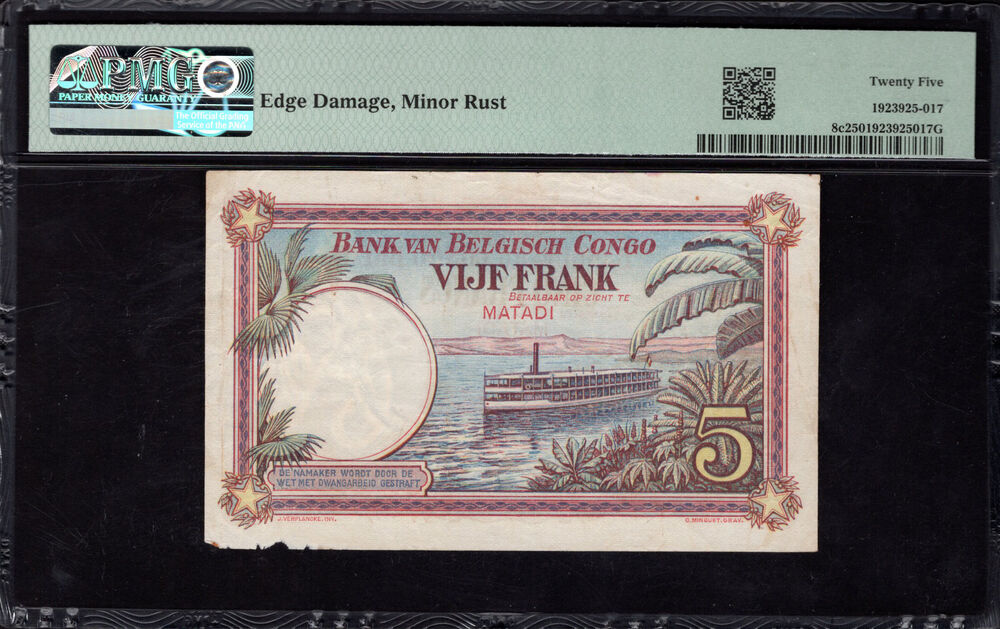 PMG
PAPER MONEY GUARANTY
The Official Grading
Service of the ANA
Edge Damage, Minor Rust
Twenty Five
1923925-017
8c2501923925017G
BANK VAN BELGISCH CONGO
VIJF FRANK
BETAALBAAR OP ZICHT TE
MATADI
5
DE NAMAKER WORDT DOOR DE
WET MET DWANGARBEID GESTRAFT
J. VERPLANCKE, INV.
C. MINGUET, GRAV.